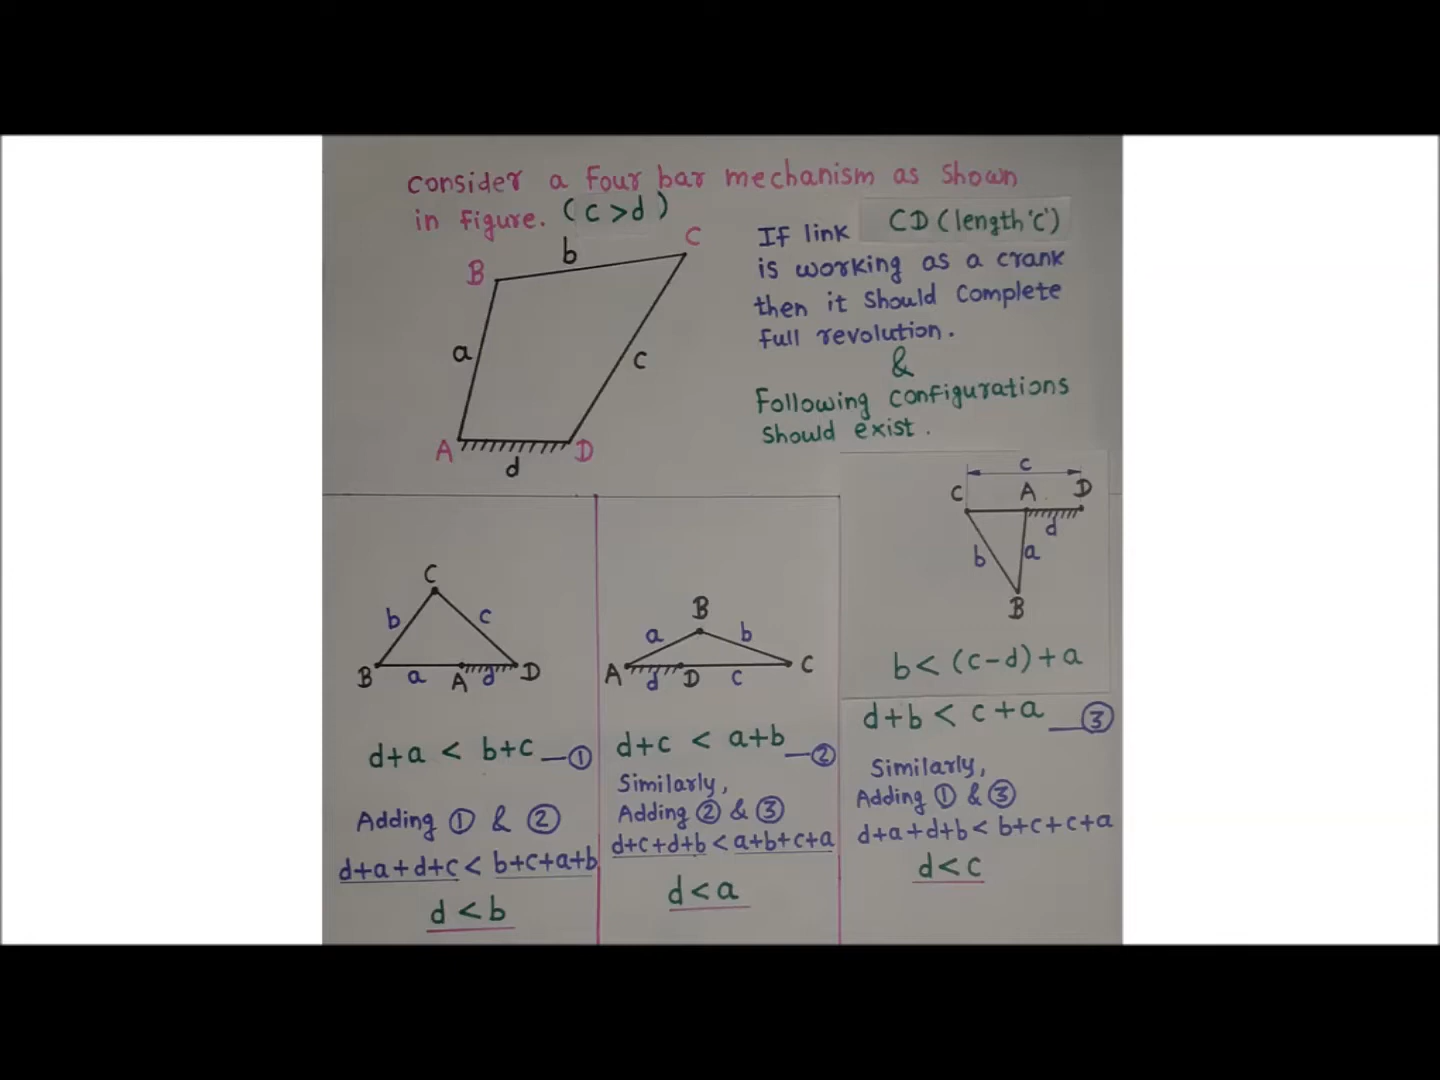 Consider a Four bar mechanism as shown
in figure. (c>d)
If link CD (length 'c')
is working as a crank
then it should complete
full revolution.
&
Following configurations
should exist.
B
b
C
a
c
A
d
D
c
C A D
d
b a
B
b < (c-d)+a
d+b < c+a ③
Similarly,
Adding ① & ③
d+a+d+b < b+c+c+a
d<c
C
b c
B a A d D
d+a < b+c ①
Adding ① & ②
d+a+d+c < b+c+a+b
d<b
B
a b
A d D c C
d+c < a+b ②
Similarly,
Adding ② & ③
d+c+d+b < a+b+c+a
d<a